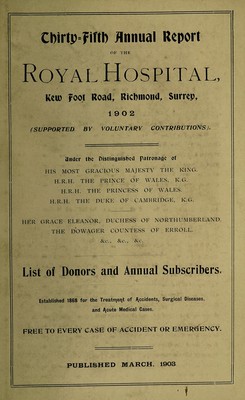 Thirty-Fifth Annual Report
OF THE
ROYAL HOSPITAL,
Kew Foot Road, Richmond, Surrey,
1902
(SUPPORTED BY VOLUNTARY CONTRIBUTIONS).
Under the Distinguished Patronage of
HIS MOST GRACIOUS MAJESTY THE KING.
H.R.H. THE PRINCE OF WALES, K.G.
H.R.H. THE PRINCESS OF WALES.
H.R.H. THE DUKE OF CAMBRIDGE, K.G.
HER GRACE ELEANOR, DUCHESS OF NORTHUMBERLAND.
THE DOWAGER COUNTESS OF ERROLL,
&c., &c., &c.
List of Donors and Annual Subscribers.
Established 1868 for the Treatment of Accidents, Surgical Diseases,
and Acute Medical Cases.
FREE TO EVERY CASE OF ACCIDENT OR EMERGENCY.
PUBLISHED MARCH, 1903